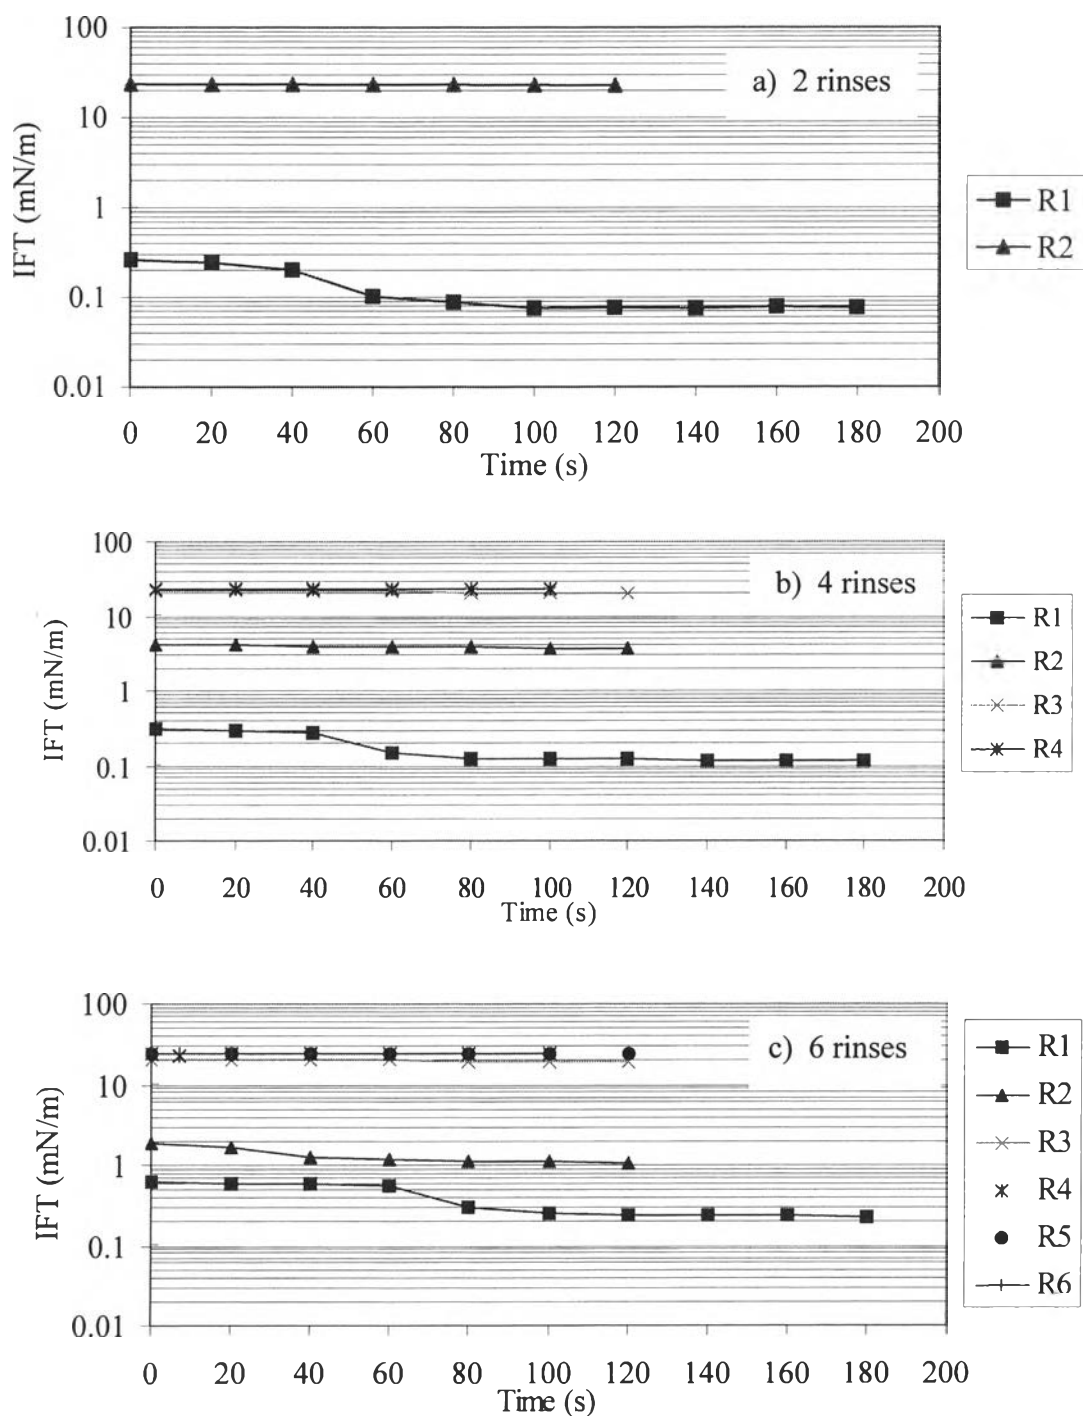 100
a) 2 rinses
10
1
0.1
0.01
IFT (mN/m)
0 20 40 60 80 100 120 140 160 180 200
Time (s)
R1
R2
100
b) 4 rinses
10
1
0.1
0.01
IFT (mN/m)
0 20 40 60 80 100 120 140 160 180 200
Time (s)
R1
R2
R3
R4
100
c) 6 rinses
10
1
0.1
0.01
IFT (mN/m)
0 20 40 60 80 100 120 140 160 180 200
Time (s)
R1
R2
R3
R4
R5
R6